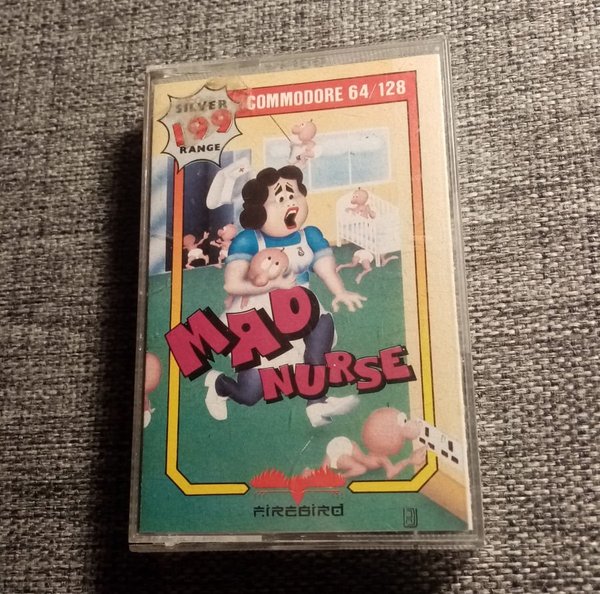 SILVER
199
RANGE
COMMODORE 64/128
MAD
NURSE
FIREBIRD